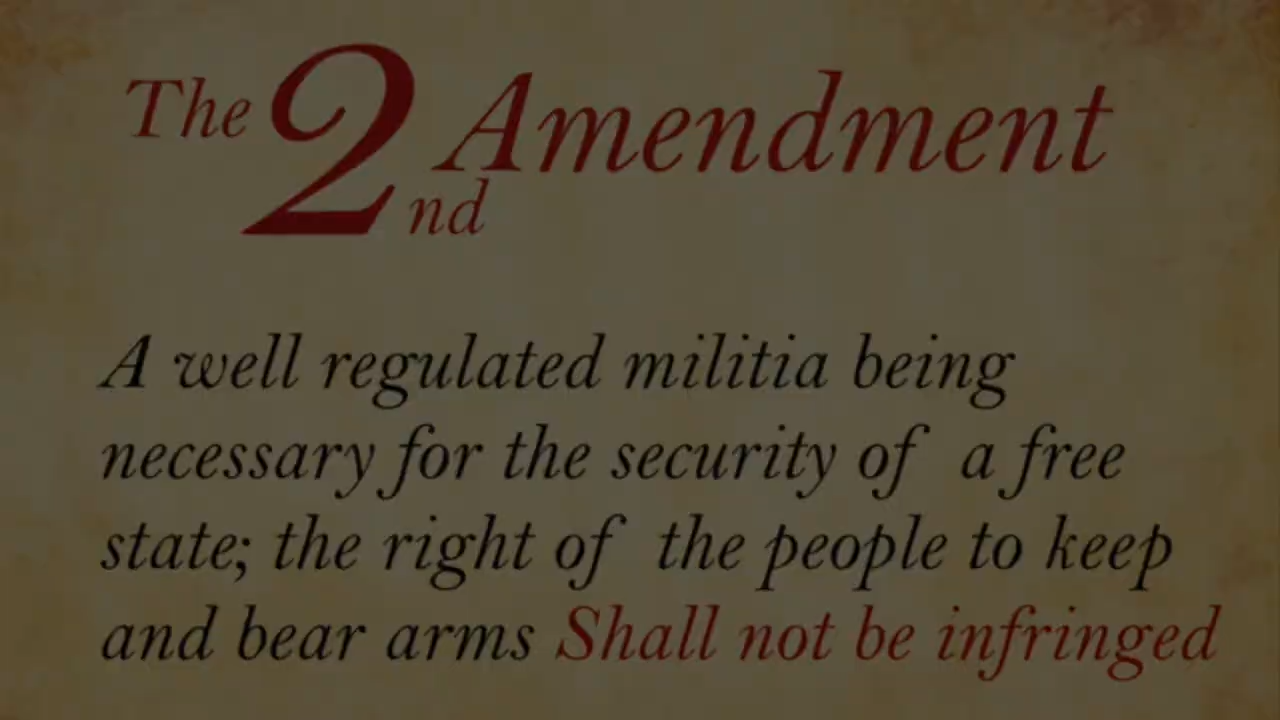 The 2nd Amendment
A well regulated militia being
necessary for the security of a free
state; the right of the people to keep
and bear arms Shall not be infringed